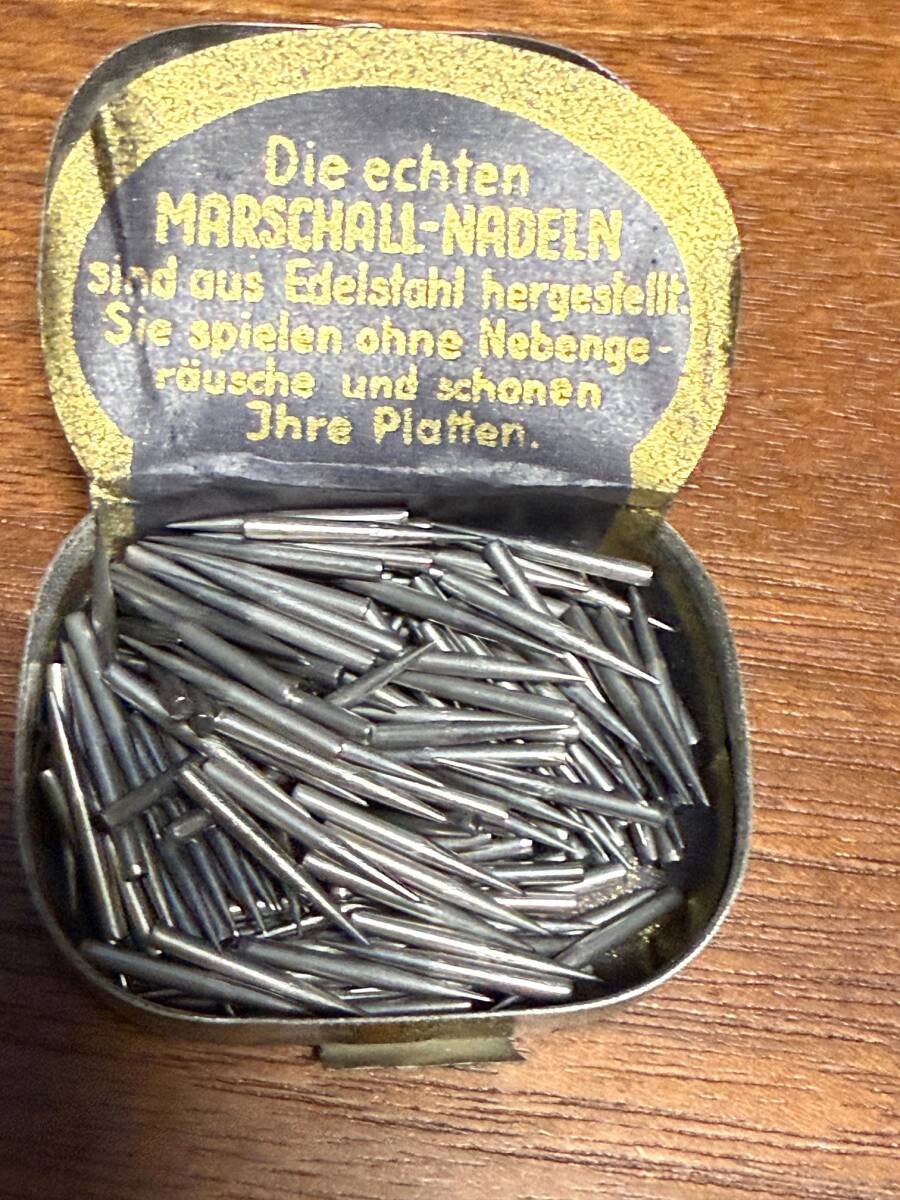 Die echten
MARSCHALL-NADELN
sind aus Edelstahl hergestellt.
Sie spielen ohne Nebenge-
räusche und schonen
Jhre Platten.